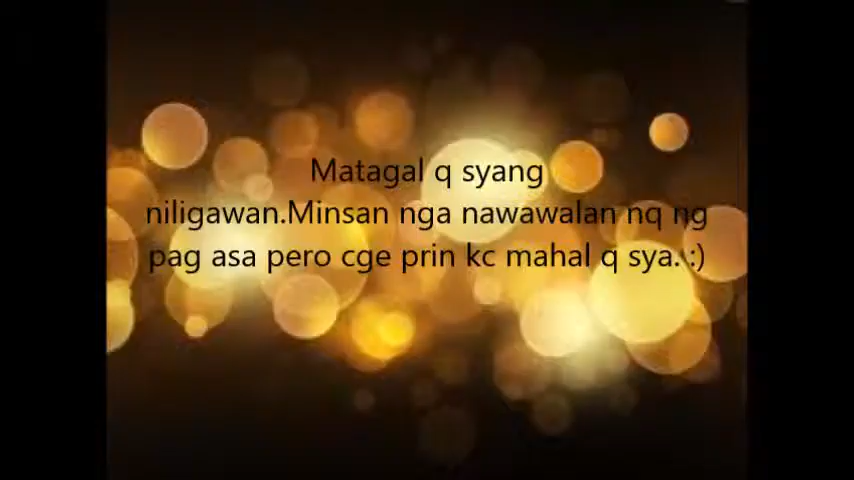 Matagal q syang
niligawan.Minsan nga nawawalan nq ng
pag asa pero cge prin kc mahal q sya. :)